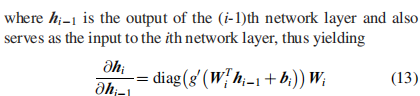 where h_{i−1} is the output of the (i-1)th network layer and also
serves as the input to the ith network layer, thus yielding
∂h_i / ∂h_{i−1} = diag(g′(W_i^T h_{i−1} + b_i)) W_i (13)